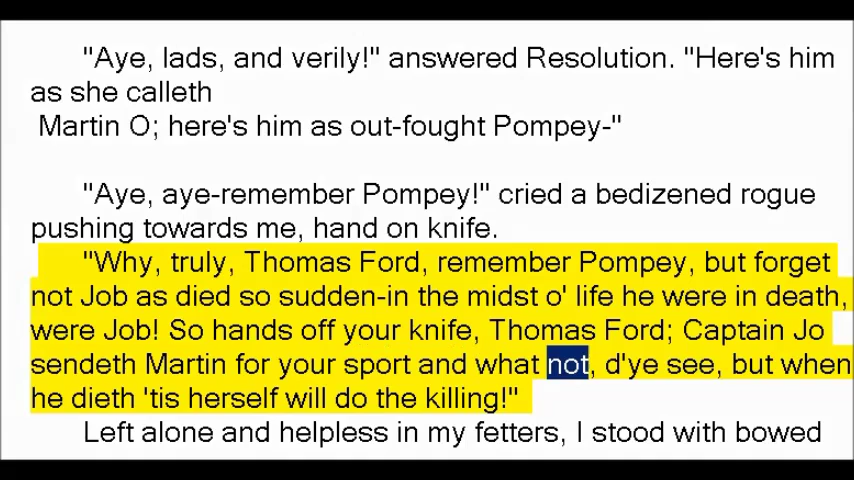 "Aye, lads, and verily!" answered Resolution. "Here's him
as she calleth
Martin O; here's him as out-fought Pompey-"
"Aye, aye-remember Pompey!" cried a bedizened rogue
pushing towards me, hand on knife.
"Why, truly, Thomas Ford, remember Pompey, but forget
not Job as died so sudden-in the midst o' life he were in death,
were Job! So hands off your knife, Thomas Ford; Captain Jo
sendeth Martin for your sport and what not, d'ye see, but when
he dieth 'tis herself will do the killing!"
Left alone and helpless in my fetters, I stood with bowed